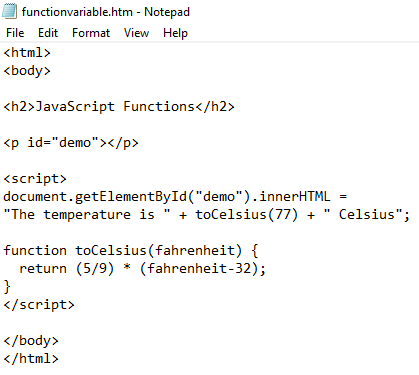 functionvariable.htm - Notepad
File Edit Format View Help
<html>
<body>
<h2>JavaScript Functions</h2>
<p id="demo"></p>
<script>
document.getElementById("demo").innerHTML =
"The temperature is " + toCelsius(77) + " Celsius";
function toCelsius(fahrenheit) {
  return (5/9) * (fahrenheit-32);
}
</script>
</body>
</html>